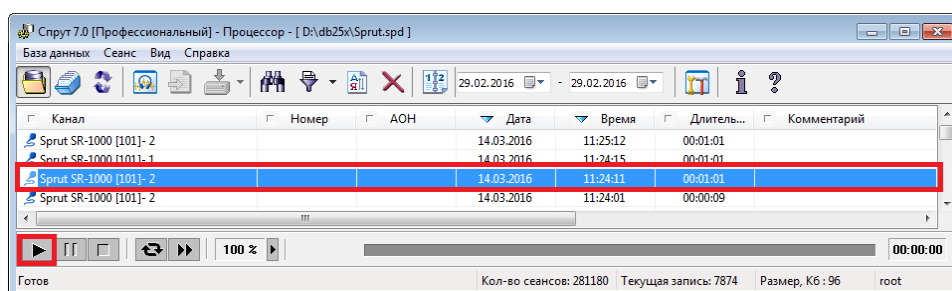 Спрут 7.0 [Профессиональный] - Процессор - [ D:\db25x\Sprut.spd ]
База данных Сеанс Вид Справка
29.02.2016 - 29.02.2016
Канал Номер АОН Дата Время Длитель... Комментарий
Sprut SR-1000 [101]- 2 14.03.2016 11:25:12 00:01:01
Sprut SR-1000 [101]- 1 14.03.2016 11:24:15 00:01:01
Sprut SR-1000 [101]- 2 14.03.2016 11:24:11 00:01:01
Sprut SR-1000 [101]- 2 14.03.2016 11:24:01 00:00:09
100 % 00:00:00
Готов Кол-во сеансов: 281180 Текущая запись: 7874 Размер, Кб : 96 root